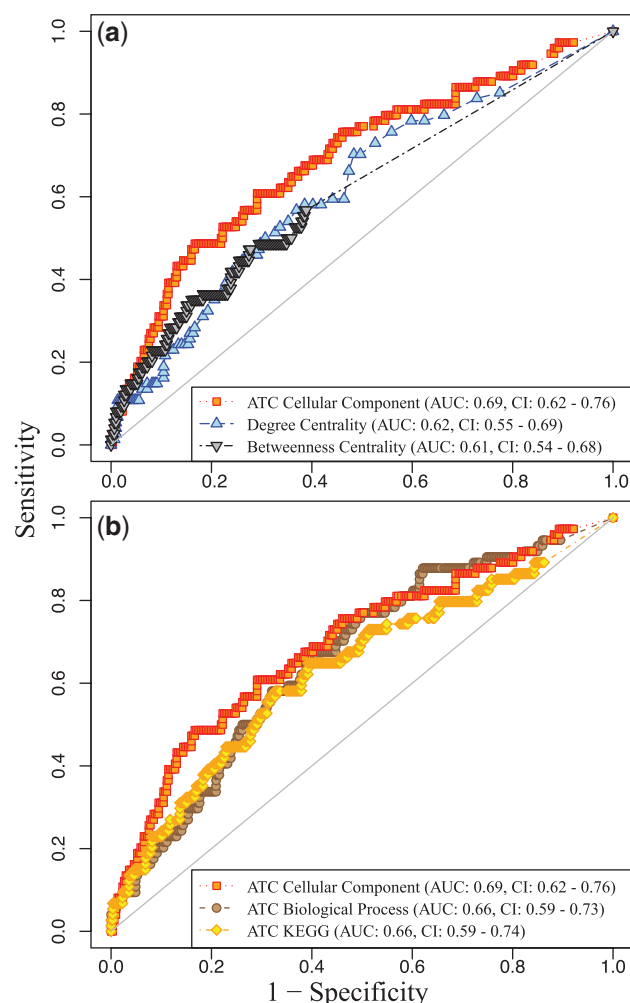 (a)
1.0
0.8
0.6
0.4
0.2
0.0
ATC Cellular Component (AUC: 0.69, CI: 0.62 - 0.76)
Degree Centrality (AUC: 0.62, CI: 0.55 - 0.69)
Betweenness Centrality (AUC: 0.61, CI: 0.54 - 0.68)
0.0 0.2 0.4 0.6 0.8 1.0
Sensitivity
(b)
1.0
0.8
0.6
0.4
0.2
0.0
ATC Cellular Component (AUC: 0.69, CI: 0.62 - 0.76)
ATC Biological Process (AUC: 0.66, CI: 0.59 - 0.73)
ATC KEGG (AUC: 0.66, CI: 0.59 - 0.74)
0.0 0.2 0.4 0.6 0.8 1.0
1 − Specificity